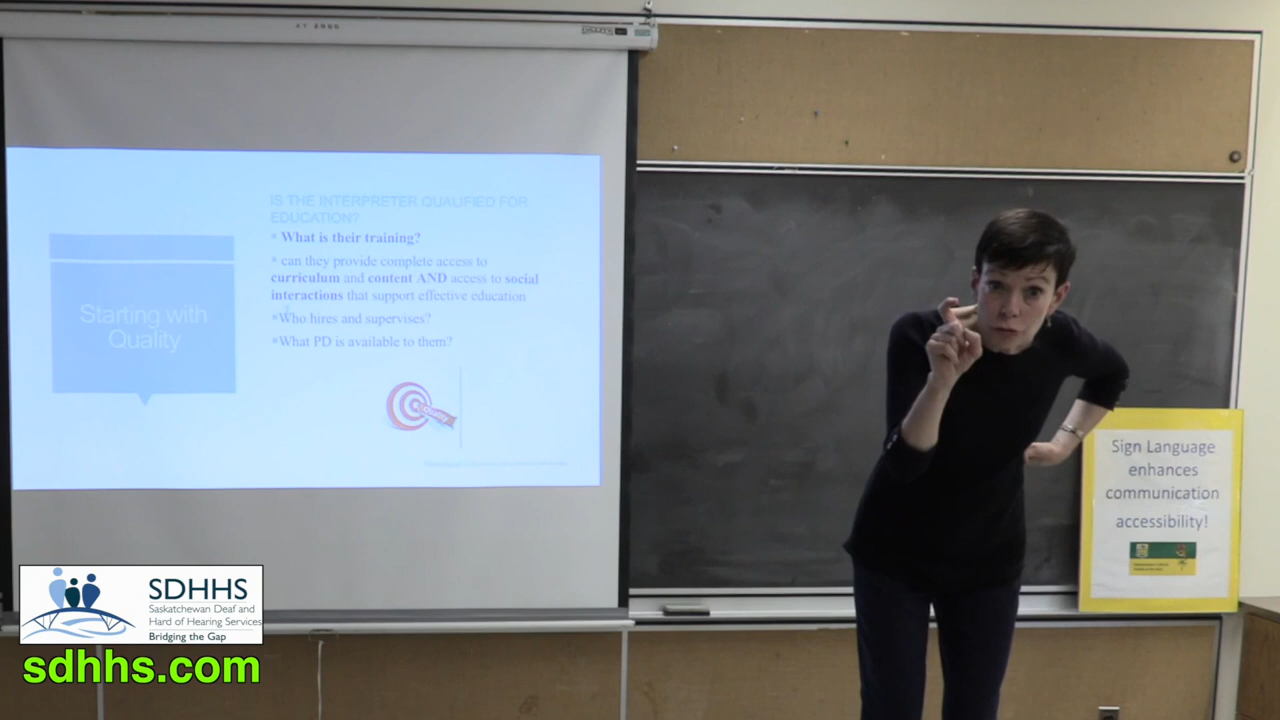 IS THE INTERPRETER QUALIFIED FOR
EDUCATION?
* What is their training?
* can they provide complete access to
curriculum and content AND access to social
interactions that support effective education
*Who hires and supervises?
*What PD is available to them?
Starting with
Quality
Quality
Sign Language
enhances
communication
accessibility!
SDHHS
Saskatchewan Deaf and
Hard of Hearing Services
Bridging the Gap
sdhhs.com